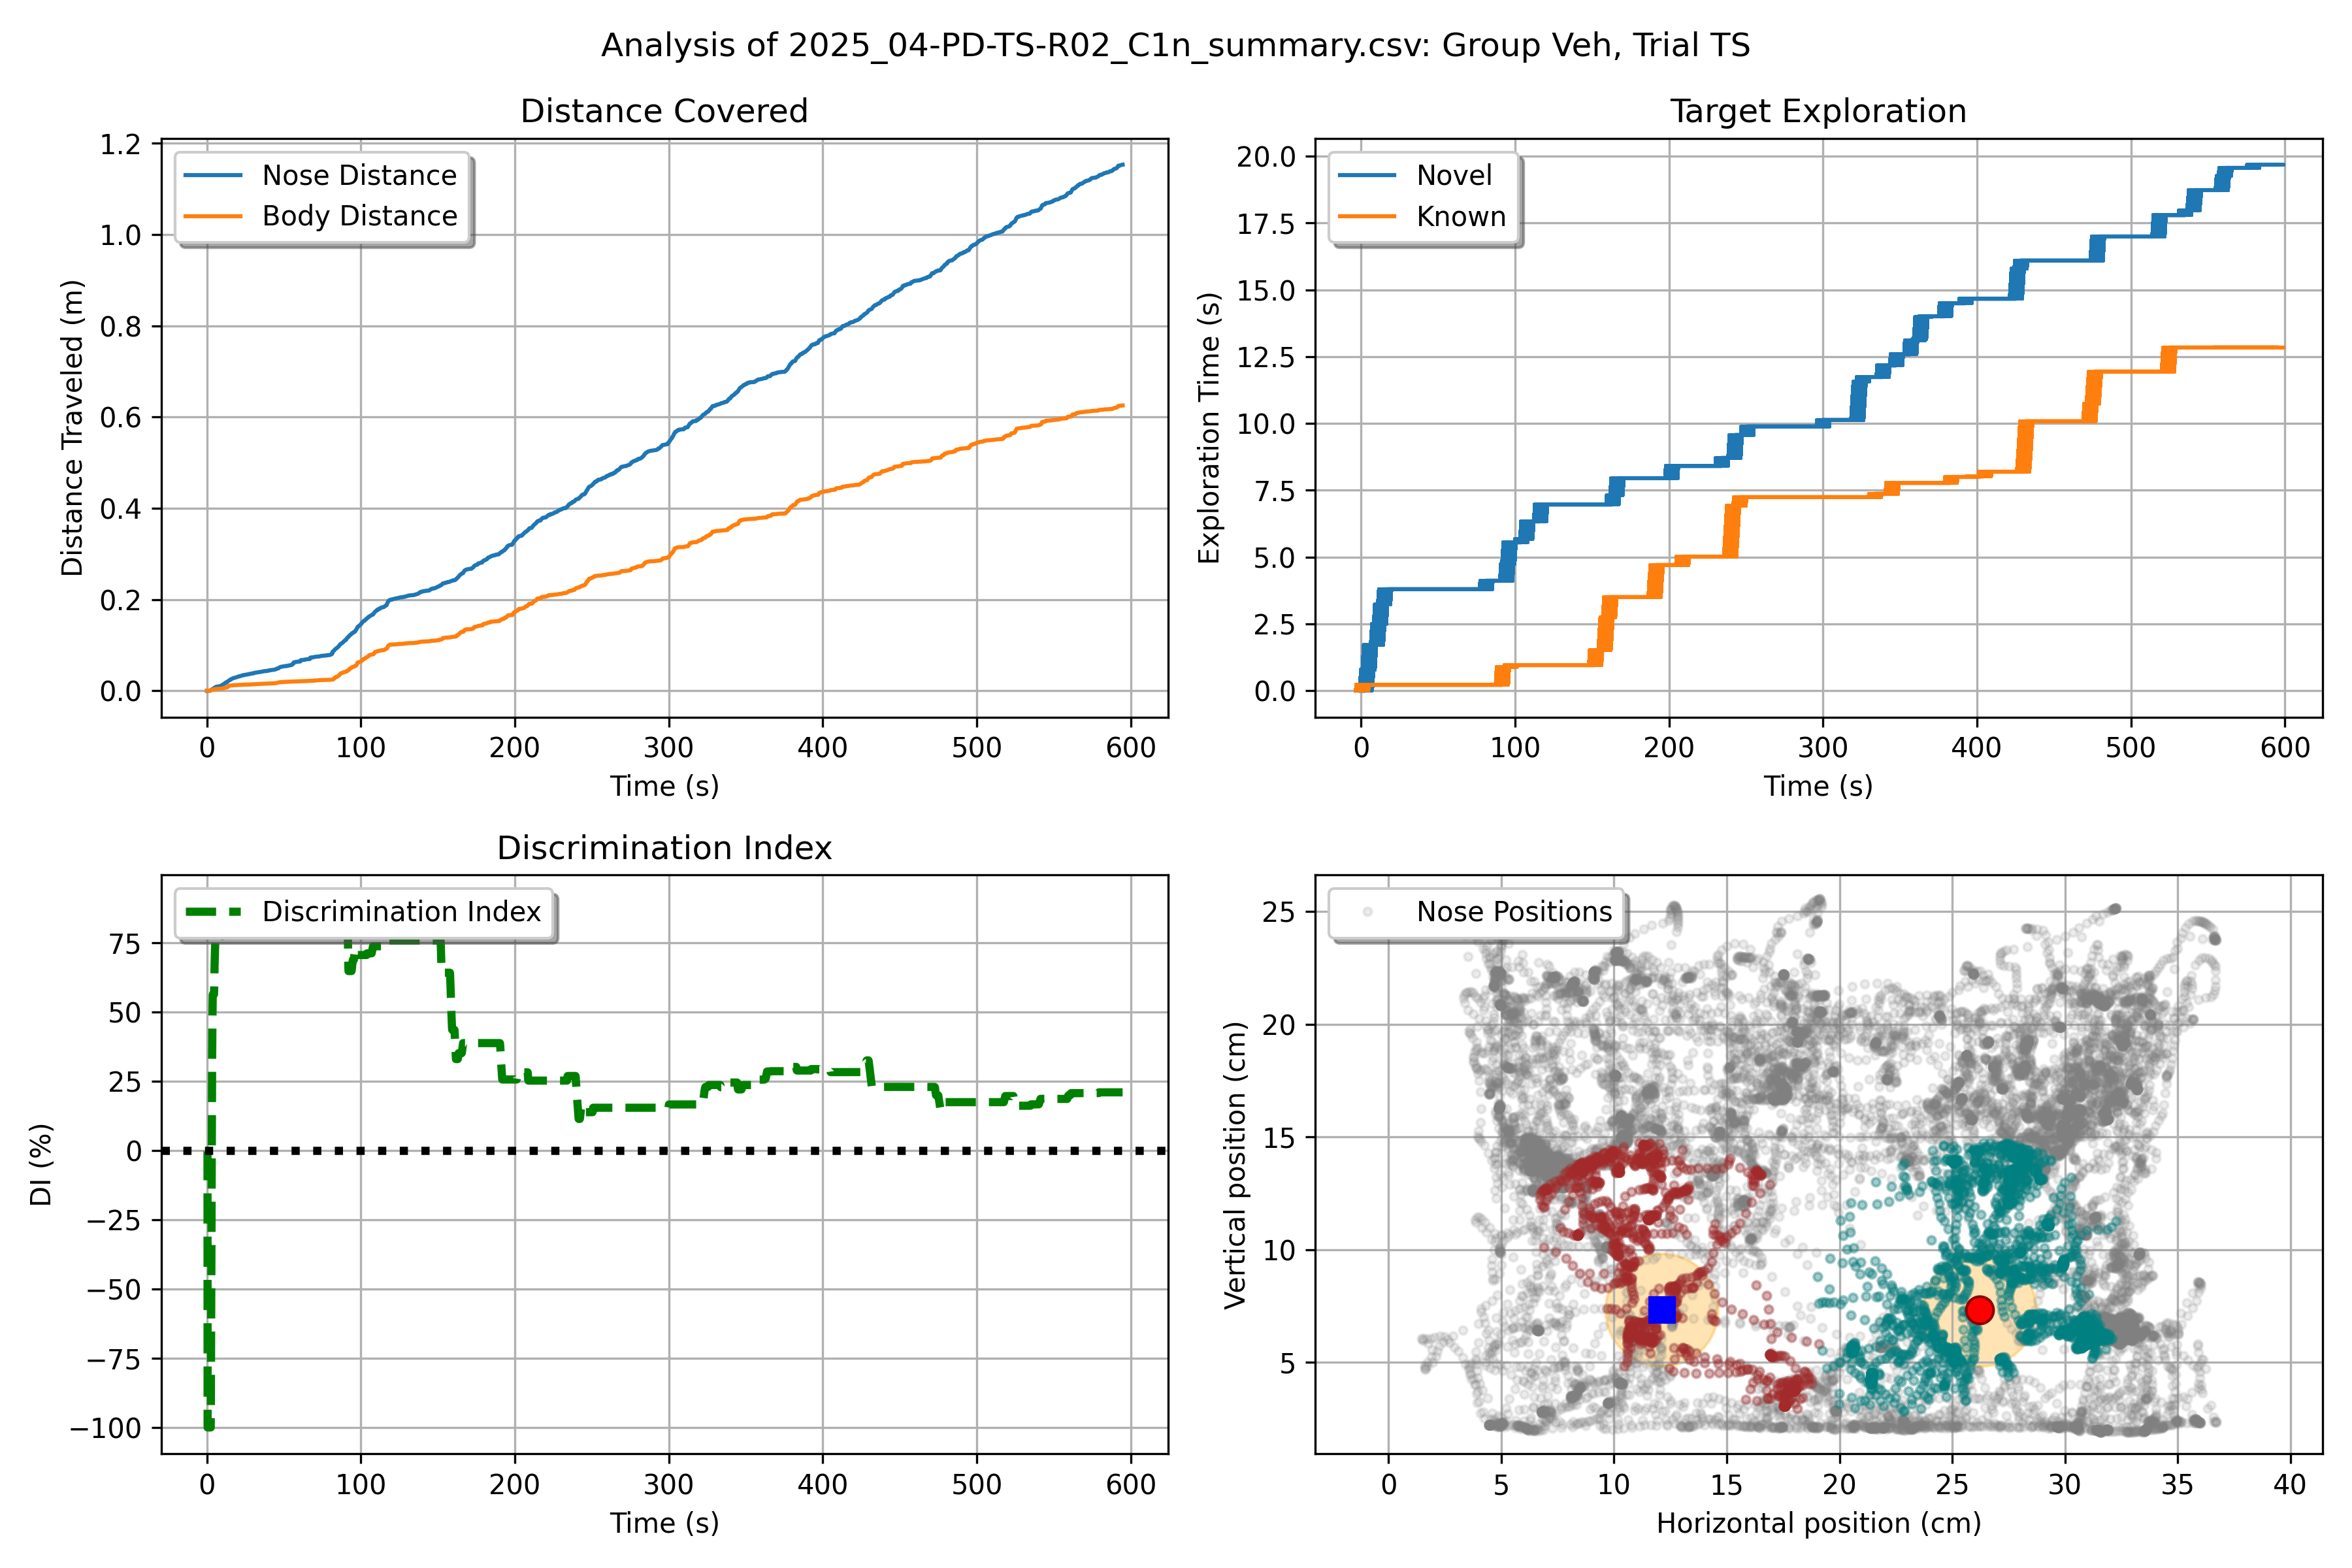 Analysis of 2025_04-PD-TS-R02_C1n_summary.csv: Group Veh, Trial TS
Distance Covered
Nose Distance
Body Distance
Distance Traveled (m)
1.2
1.0
0.8
0.6
0.4
0.2
0.0
0 100 200 300 400 500 600
Time (s)
Target Exploration
Novel
Known
Exploration Time (s)
20.0
17.5
15.0
12.5
10.0
7.5
5.0
2.5
0.0
0 100 200 300 400 500 600
Time (s)
Discrimination Index
Discrimination Index
DI (%)
75
50
25
0
−25
−50
−75
−100
0 100 200 300 400 500 600
Time (s)
Nose Positions
Vertical position (cm)
25
20
15
10
5
0 5 10 15 20 25 30 35 40
Horizontal position (cm)